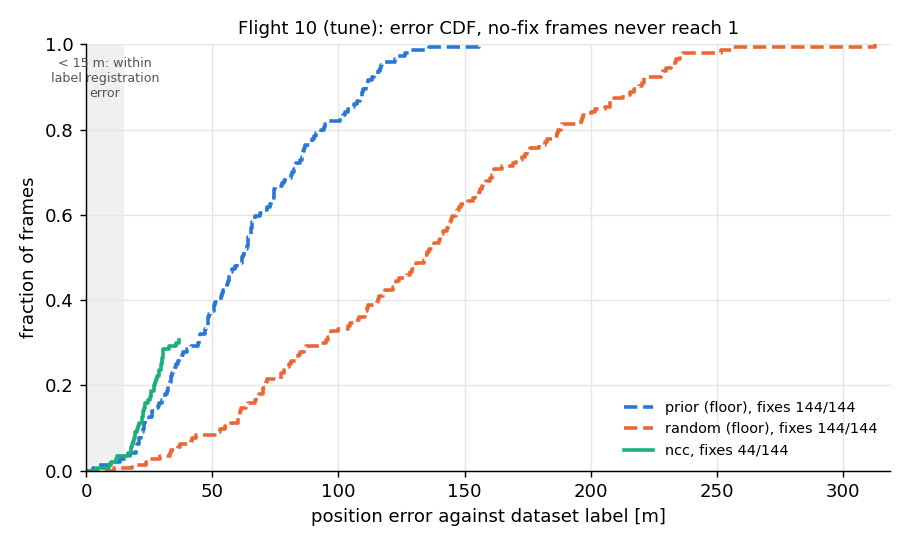 Flight 10 (tune): error CDF, no-fix frames never reach 1
1.0
< 15 m: within
label registration
error
0.8
0.6
0.4
0.2
0.0
fraction of frames
prior (floor), fixes 144/144
random (floor), fixes 144/144
ncc, fixes 44/144
0 50 100 150 200 250 300
position error against dataset label [m]